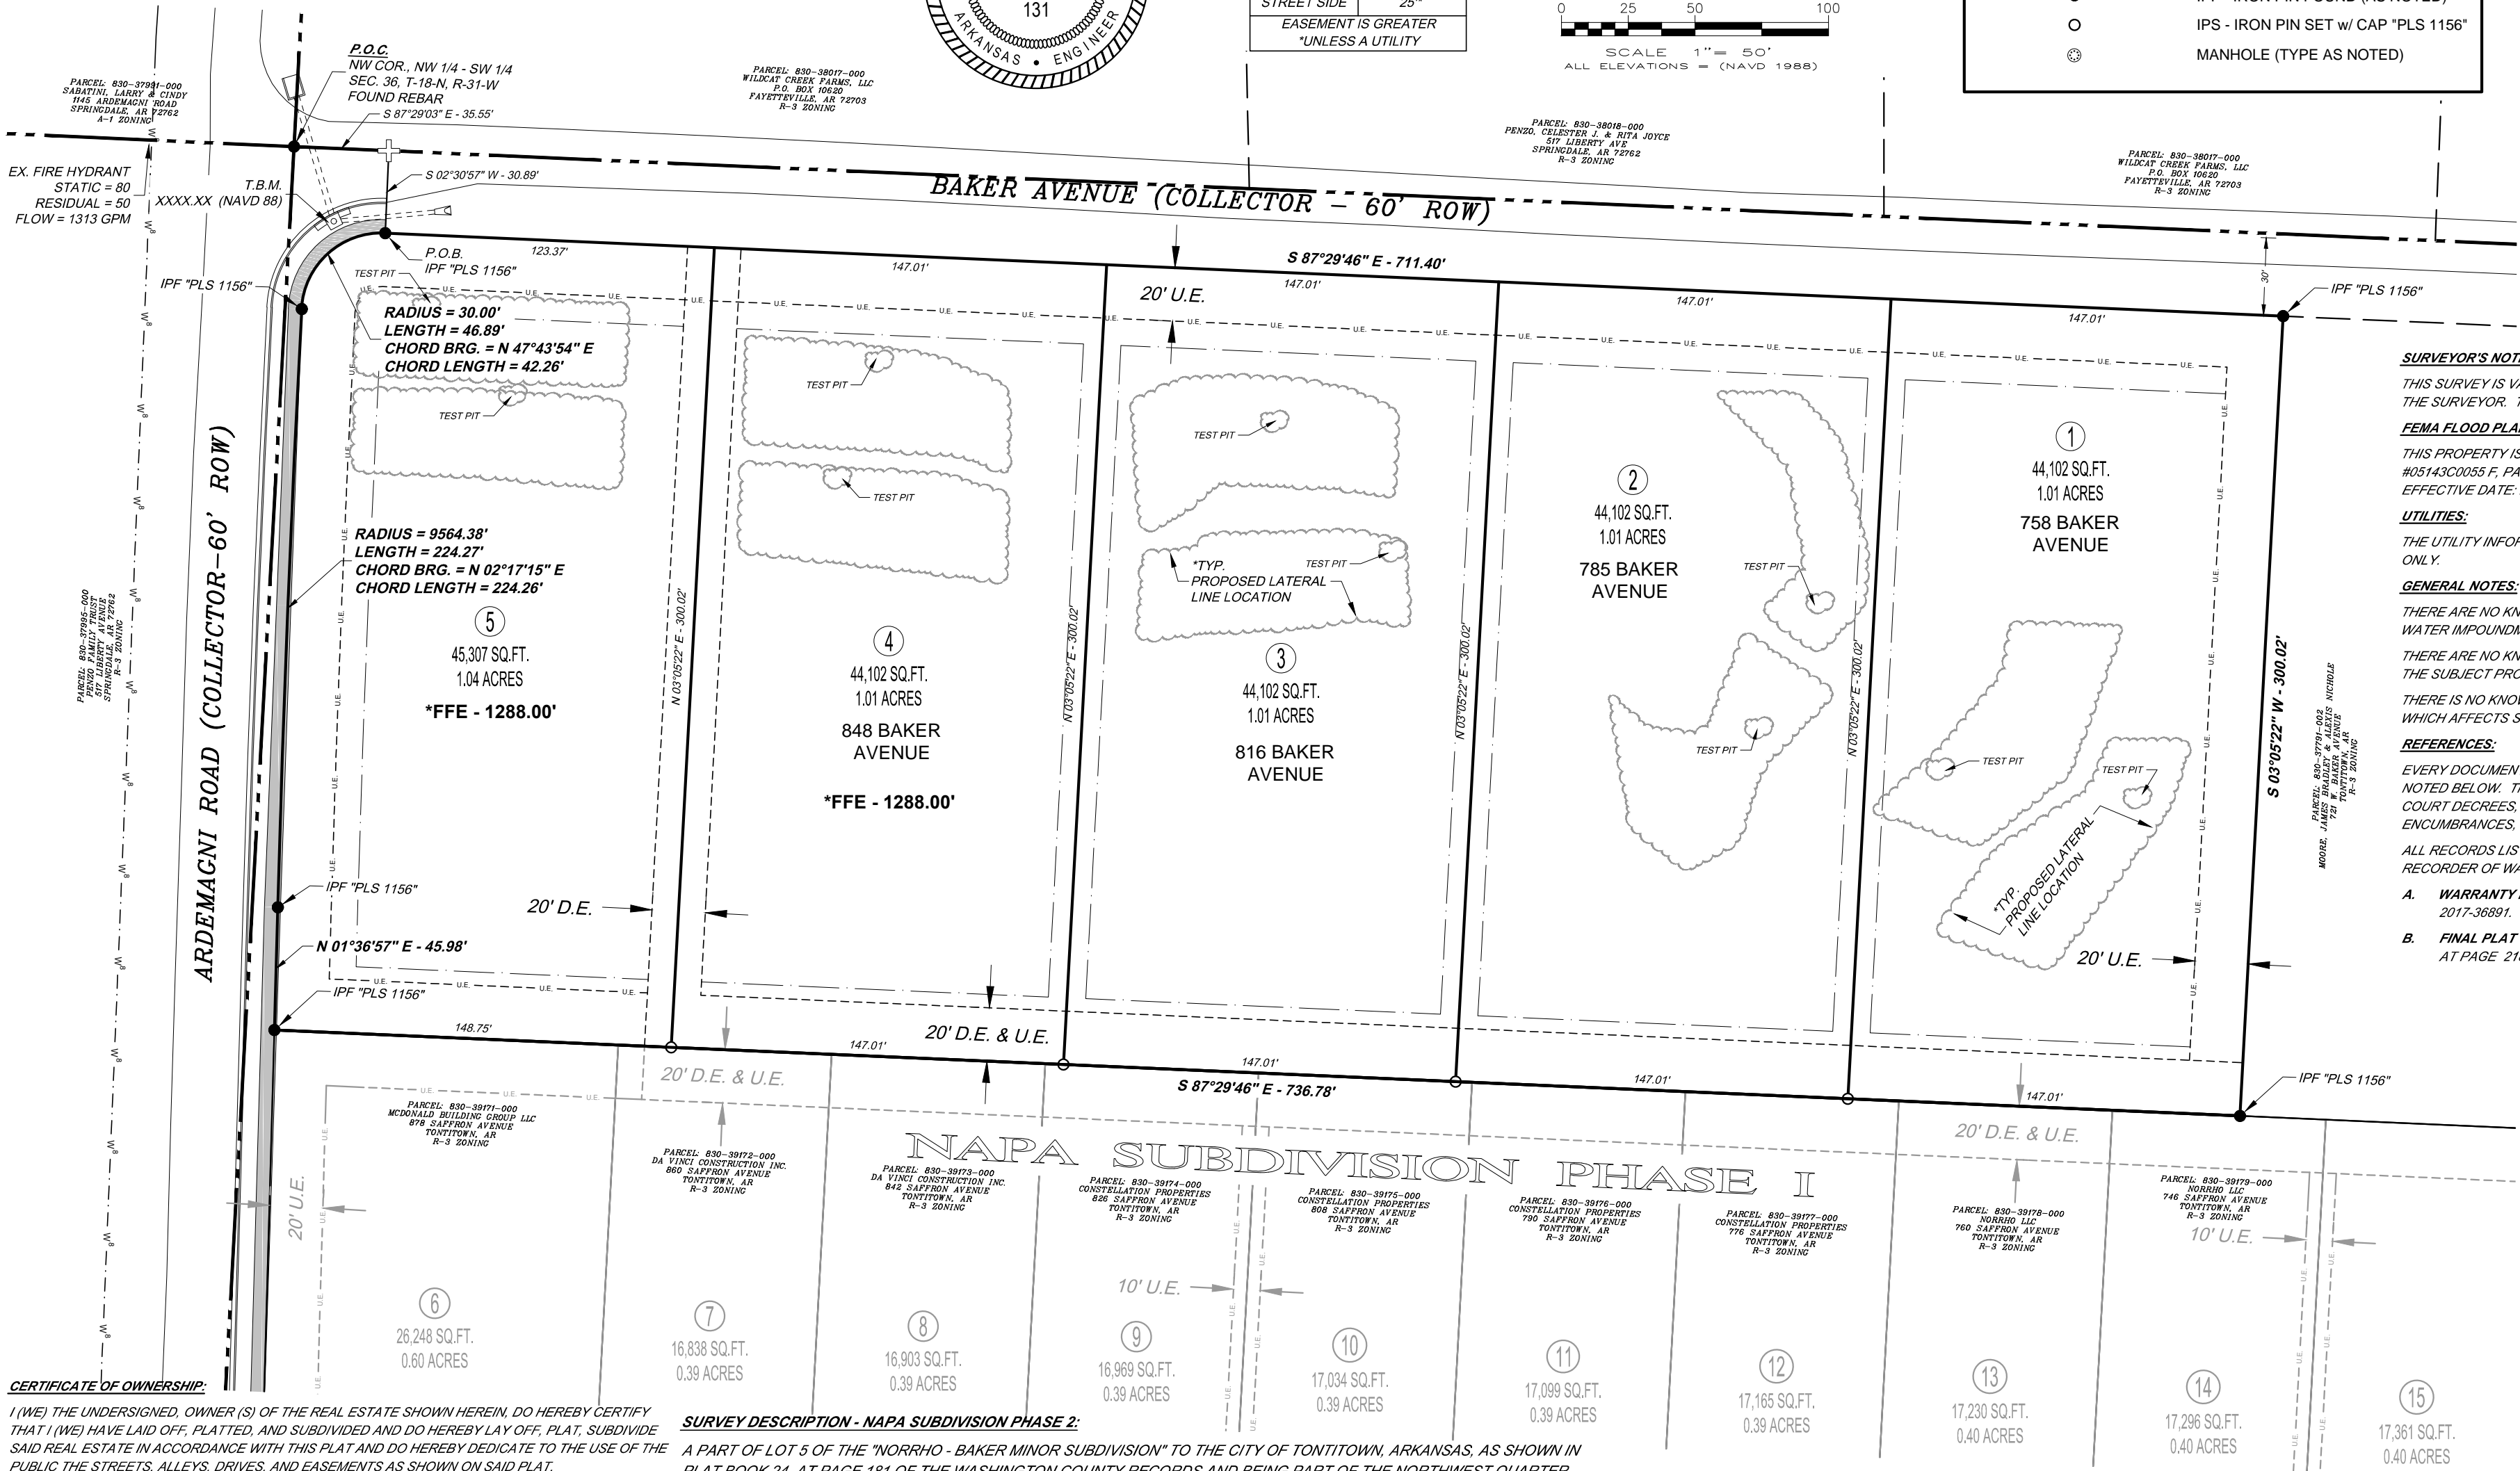 131
ARKANSAS • ENGINEER
STREET SIDE 25'*
EASEMENT IS GREATER
*UNLESS A UTILITY
0 25 50 100
SCALE 1"= 50'
ALL ELEVATIONS = (NAVD 1988)
IPS - IRON PIN SET w/ CAP "PLS 1156"
MANHOLE (TYPE AS NOTED)
P.O.C.
NW COR., NW 1/4 - SW 1/4
SEC. 36, T-18-N, R-31-W
FOUND REBAR
S 87°29'03" E - 35.55'
PARCEL: 830-37991-000
SABATINI, LARRY & CINDY
1145 ARDEMAGNI ROAD
SPRINGDALE, AR 72762
A-1 ZONING
PARCEL: 830-38017-000
WILDCAT CREEK FARMS, LLC
P.O. BOX 10620
FAYETTEVILLE, AR 72703
R-3 ZONING
PARCEL: 830-38018-000
PENZO, CELESTER J. & RITA JOYCE
517 LIBERTY AVE
SPRINGDALE, AR 72762
R-3 ZONING
PARCEL: 830-38017-000
WILDCAT CREEK FARMS, LLC
P.O. BOX 10620
FAYETTEVILLE, AR 72703
R-3 ZONING
EX. FIRE HYDRANT
STATIC = 80
RESIDUAL = 50
FLOW = 1313 GPM
T.B.M.
XXXX.XX (NAVD 88)
S 02°30'57" W - 30.89'
BAKER AVENUE (COLLECTOR - 60' ROW)
P.O.B.
IPF "PLS 1156"
IPF "PLS 1156"
123.37'
147.01'
S 87°29'46" E - 711.40'
147.01'
147.01'
147.01'
30'
IPF "PLS 1156"
20' U.E.
TEST PIT
RADIUS = 30.00'
LENGTH = 46.89'
CHORD BRG. = N 47°43'54" E
CHORD LENGTH = 42.26'
TEST PIT
TEST PIT
TEST PIT
TEST PIT
TEST PIT
*TYP.
PROPOSED LATERAL
LINE LOCATION
TEST PIT
TEST PIT
TEST PIT
TEST PIT
*TYP.
PROPOSED LATERAL
LINE LOCATION
RADIUS = 9564.38'
LENGTH = 224.27'
CHORD BRG. = N 02°17'15" E
CHORD LENGTH = 224.26'
5
45,307 SQ.FT.
1.04 ACRES
*FFE - 1288.00'
4
44,102 SQ.FT.
1.01 ACRES
848 BAKER
AVENUE
*FFE - 1288.00'
3
44,102 SQ.FT.
1.01 ACRES
816 BAKER
AVENUE
2
44,102 SQ.FT.
1.01 ACRES
785 BAKER
AVENUE
1
44,102 SQ.FT.
1.01 ACRES
758 BAKER
AVENUE
N 03°05'22" E - 300.02'
N 03°05'22" E - 300.02'
N 03°05'22" E - 300.02'
N 03°05'22" E - 300.02'
S 03°05'22" W - 300.02'
PARCEL: 830-37791-002
MOORE, JAMES BRADLEY & ALEXIS NICHOLE
721 W. BAKER AVENUE
TONTITOWN, AR
R-3 ZONING
PARCEL: 830-37995-000
PENZO FAMILY TRUST
517 LIBERTY AVENUE
SPRINGDALE, AR 72762
R-3 ZONING
ARDEMAGNI ROAD (COLLECTOR-60' ROW)
IPF "PLS 1156"
N 01°36'57" E - 45.98'
IPF "PLS 1156"
20' D.E.
20' U.E.
20' D.E. & U.E.
148.75'
147.01'
147.01'
147.01'
147.01'
S 87°29'46" E - 736.78'
IPF "PLS 1156"
20' D.E. & U.E.
20' D.E. & U.E.
SURVEYOR'S
THIS SURVEY IS
THE SURVEYOR.
FEMA FLOOD
THIS PROPERTY IS
#05143C0055 F,
EFFECTIVE DATE:
UTILITIES:
THE UTILITY
ONLY.
GENERAL NOTES:
THERE ARE NO
WATER
THERE ARE NO
THE SUBJECT
THERE IS NO
WHICH AFFECTS
REFERENCES:
EVERY DOCUMENT
NOTED BELOW.
COURT DECREES,
ENCUMBRANCES,
ALL RECORDS
RECORDER OF
A. WARRANTY
2017-36891.
B. FINAL PLAT
AT PAGE
NAPA SUBDIVISION PHASE I
PARCEL: 830-39171-000
MCDONALD BUILDING GROUP LLC
878 SAFFRON AVENUE
TONTITOWN, AR
R-3 ZONING
PARCEL: 830-39172-000
DA VINCI CONSTRUCTION INC.
860 SAFFRON AVENUE
TONTITOWN, AR
R-3 ZONING
PARCEL: 830-39173-000
DA VINCI CONSTRUCTION INC.
842 SAFFRON AVENUE
TONTITOWN, AR
R-3 ZONING
PARCEL: 830-39174-000
CONSTELLATION PROPERTIES
826 SAFFRON AVENUE
TONTITOWN, AR
R-3 ZONING
PARCEL: 830-39175-000
CONSTELLATION PROPERTIES
808 SAFFRON AVENUE
TONTITOWN, AR
R-3 ZONING
PARCEL: 830-39176-000
CONSTELLATION PROPERTIES
790 SAFFRON AVENUE
TONTITOWN, AR
R-3 ZONING
PARCEL: 830-39177-000
CONSTELLATION PROPERTIES
776 SAFFRON AVENUE
TONTITOWN, AR
R-3 ZONING
PARCEL: 830-39178-000
NORRHO LLC
760 SAFFRON AVENUE
TONTITOWN, AR
R-3 ZONING
PARCEL: 830-39179-000
NORRHO LLC
746 SAFFRON AVENUE
TONTITOWN, AR
R-3 ZONING
20' U.E.
10' U.E.
10' U.E.
6
26,248 SQ.FT.
0.60 ACRES
7
16,838 SQ.FT.
0.39 ACRES
8
16,903 SQ.FT.
0.39 ACRES
9
16,969 SQ.FT.
0.39 ACRES
10
17,034 SQ.FT.
0.39 ACRES
11
17,099 SQ.FT.
0.39 ACRES
12
17,165 SQ.FT.
0.39 ACRES
13
17,230 SQ.FT.
0.40 ACRES
14
17,296 SQ.FT.
0.40 ACRES
15
17,361 SQ.FT.
0.40 ACRES
CERTIFICATE OF OWNERSHIP:
I (WE) THE UNDERSIGNED, OWNER (S) OF THE REAL ESTATE SHOWN HEREIN, DO HEREBY CERTIFY
THAT I (WE) HAVE LAID OFF, PLATTED, AND SUBDIVIDED AND DO HEREBY LAY OFF, PLAT, SUBDIVIDE
SAID REAL ESTATE IN ACCORDANCE WITH THIS PLAT AND DO HEREBY DEDICATE TO THE USE OF THE
PUBLIC THE STREETS, ALLEYS, DRIVES, AND EASEMENTS AS SHOWN ON SAID PLAT.
SURVEY DESCRIPTION - NAPA SUBDIVISION PHASE 2:
A PART OF LOT 5 OF THE "NORRHO - BAKER MINOR SUBDIVISION" TO THE CITY OF TONTITOWN, ARKANSAS, AS SHOWN IN
PLAT BOOK 24, AT PAGE 181 OF THE WASHINGTON COUNTY RECORDS AND BEING PART OF THE NORTHWEST QUARTER